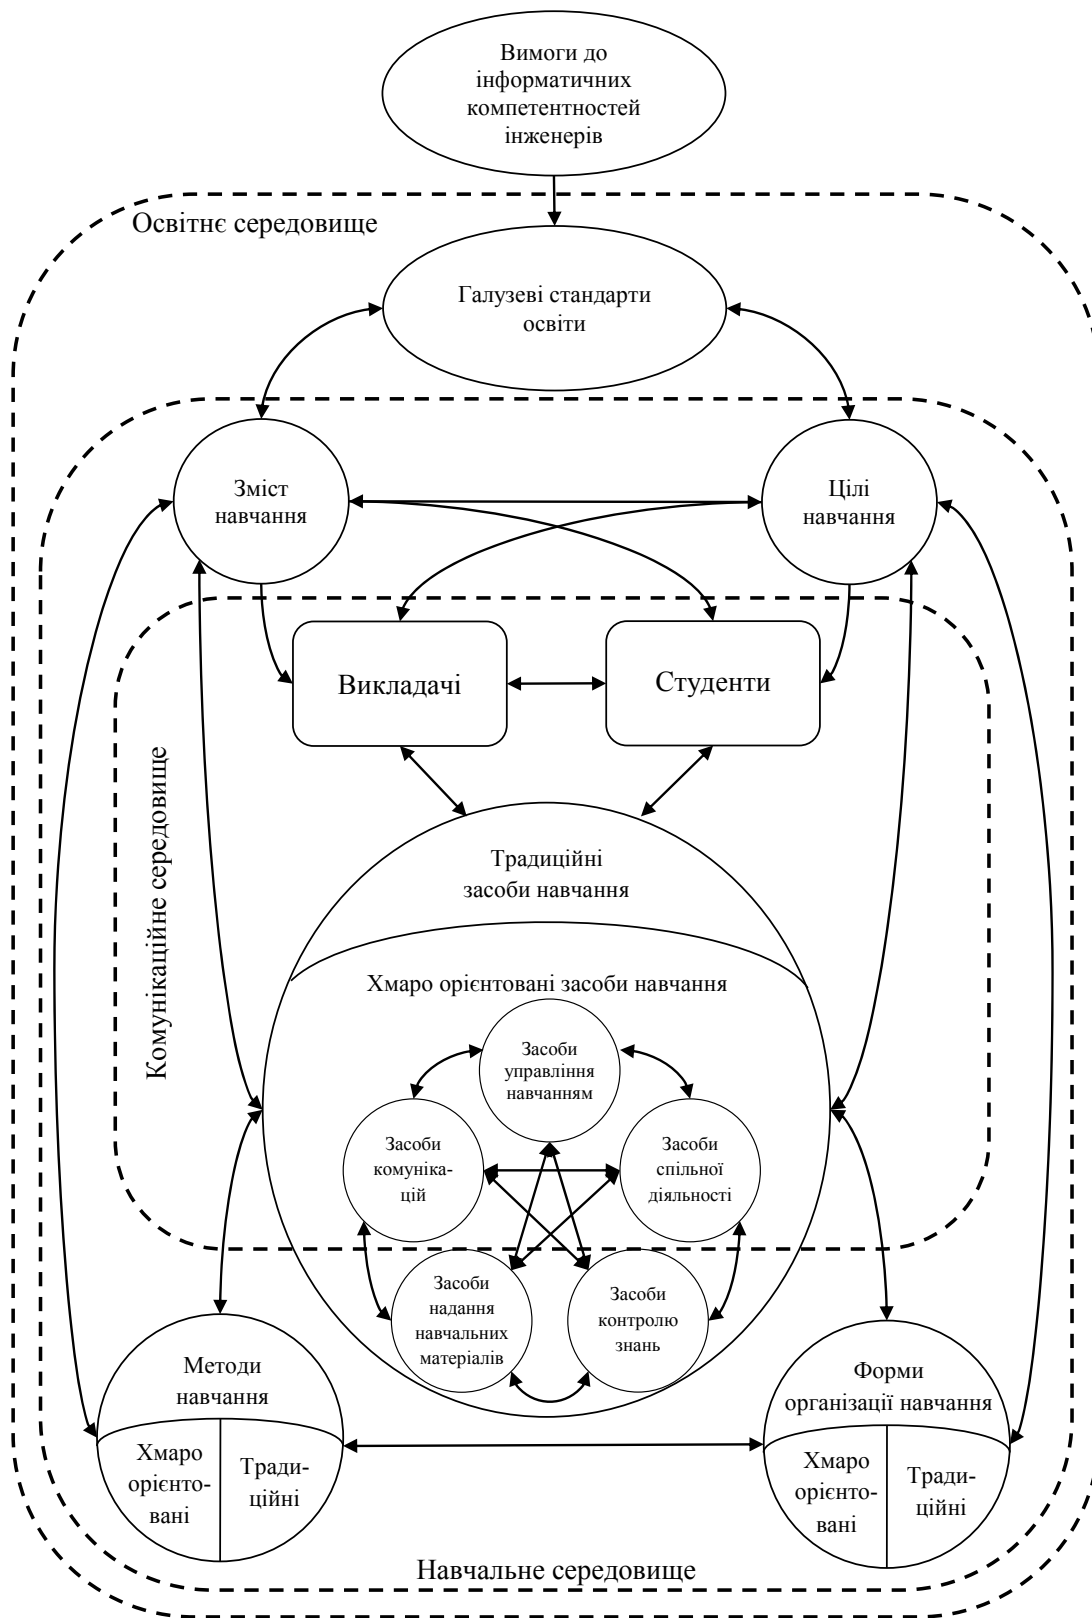 Вимоги до
інформатичних
компетентностей
інженерів
Освітнє середовище
Галузеві стандарти
освіти
Зміст
навчання
Цілі
навчання
Викладачі
Студенти
Комунікаційне середовище
Традиційні
засоби навчання
Хмаро орієнтовані засоби навчання
Засоби
управління
навчанням
Засоби
комуніка-
цій
Засоби
спільної
діяльності
Засоби
надання
навчальних
матеріалів
Засоби
контролю
знань
Методи
навчання
Хмаро
орієнто-
вані
Тради-
ційні
Форми
організації навчання
Хмаро
орієнто-
вані
Тради-
ційні
Навчальне середовище